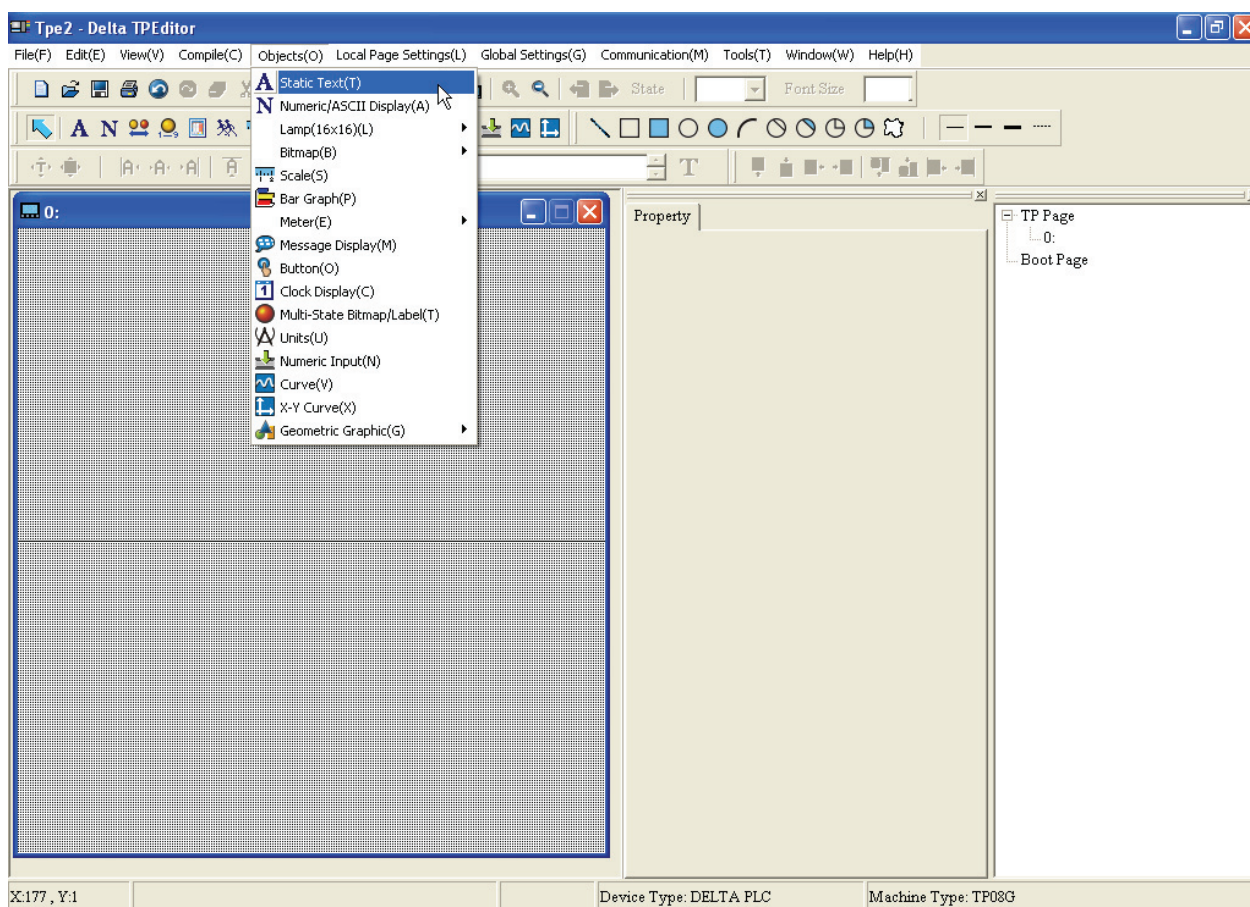 Tpe2 - Delta TPEditor
File(F) Edit(E) View(V) Compile(C) Objects(O) Local Page Settings(L) Global Settings(G) Communication(M) Tools(T) Window(W) Help(H)
State Font Size
Static Text(T)
Numeric/ASCII Display(A)
Lamp(16x16)(L)
Bitmap(B)
Scale(S)
Bar Graph(P)
Meter(E)
Message Display(M)
Button(O)
Clock Display(C)
Multi-State Bitmap/Label(T)
Units(U)
Numeric Input(N)
Curve(V)
X-Y Curve(X)
Geometric Graphic(G)
0:
Property
TP Page
0:
Boot Page
X:177 , Y:1
Device Type: DELTA PLC
Machine Type: TP08G